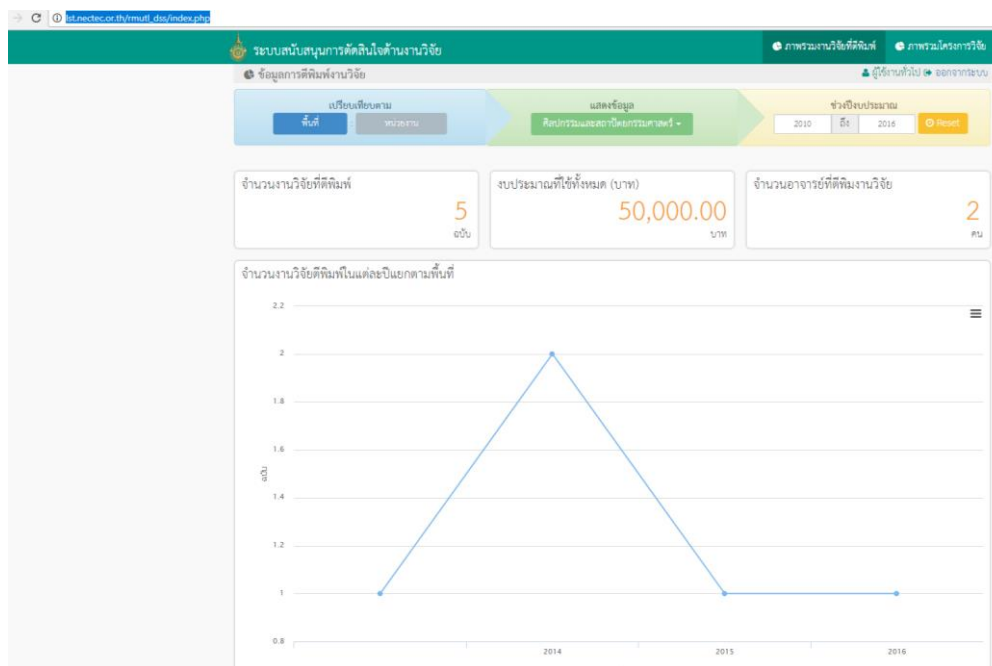 lst.nectec.or.th/rmutl_dss/index.php
ระบบสนับสนุนการตัดสินใจด้านงานวิจัย
ภาพรวมงานวิจัยที่ตีพิมพ์ ภาพรวมโครงการวิจัย
ข้อมูลการตีพิมพ์งานวิจัย
ผู้ใช้งานทั่วไป ออกจากระบบ
เปรียบเทียบตาม แสดงข้อมูล ช่วงปีงบประมาณ
พื้นที่ หน่วยงาน ศิลปกรรมและสถาปัตยกรรมศาสตร์ 2010 ถึง 2016 Reset
จำนวนงานวิจัยที่ตีพิมพ์
5
ฉบับ
งบประมาณที่ใช้ทั้งหมด (บาท)
50,000.00
บาท
จำนวนอาจารย์ที่ตีพิมงานวิจัย
2
คน
จำนวนงานวิจัยตีพิมพ์ในแต่ละปีแยกตามพื้นที่
2.2
2
1.8
1.6
ฉบับ
1.4
1.2
1
0.8
2014 2015 2016